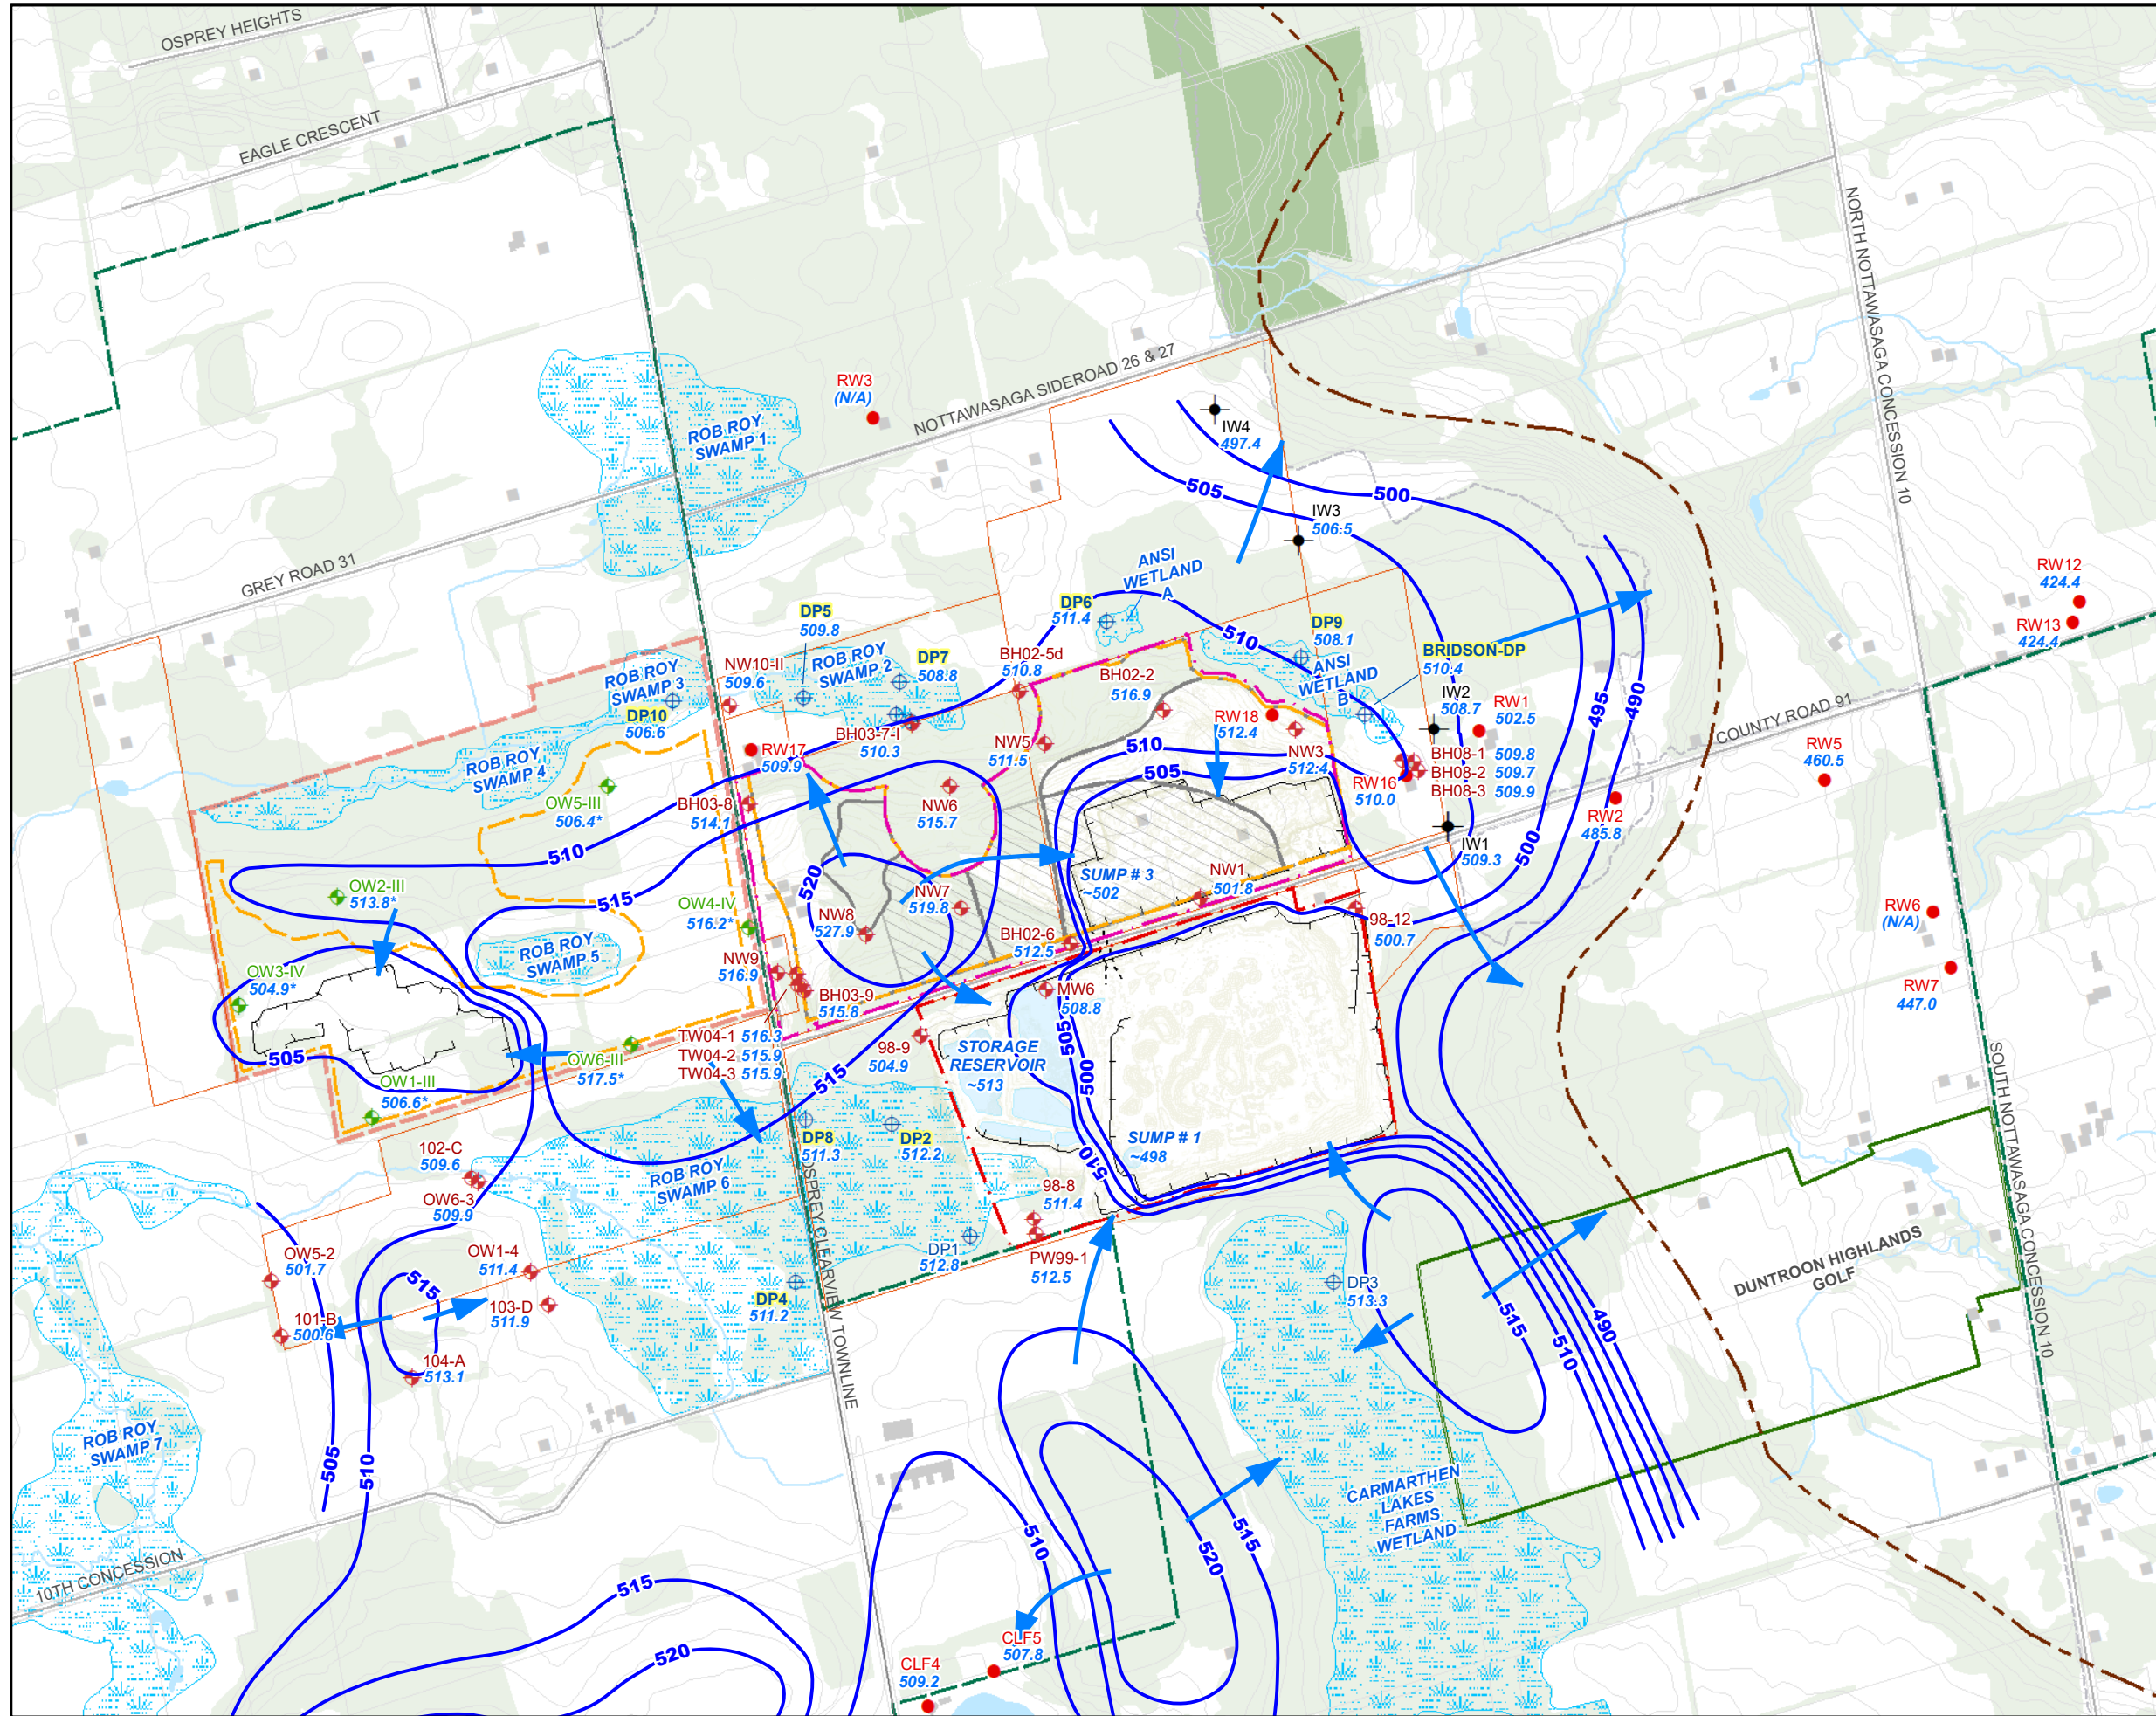 OSPREY HEIGHTS
EAGLE CRESCENT
NORTH NOTTAWASAGA CONCESSION 10
NOTTAWASAGA SIDEROAD 26 & 27
RW3
(N/A)
ROB ROY
SWAMP 1
IW4
497.4
505
500
IW3
506.5
GREY ROAD 31
ANSI
WETLAND
A
RW12
424.4
RW13
424.4
DP5
509.8
DP6
511.4
DP9
508.1
510
BRIDSON-DP
510.4
ROB ROY
SWAMP 3
NW10-II
509.6
ROB ROY
SWAMP 2
DP7
508.8
BH02-5d
510.8
BH02-2
516.9
ANSI
WETLAND
B
IW2
508.7
RW1
502.5
495
490
COUNTY ROAD 91
DP10
506.6
RW18
512.4
RW17
509.9
BH03-7-I
510.3
NW5
511.5
510
505
NW3
512.4
RW16
510.0
BH08-1 509.8
BH08-2 509.7
BH08-3 509.9
RW5
460.5
ROB ROY
SWAMP 4
OW5-III
506.4*
BH03-8
514.1
NW6
515.7
RW2
485.8
IW1
509.3
500
510
520
SUMP # 3
~502
NW1
501.8
OW2-III
513.8*
515
OW4-IV
516.2*
NW7
519.8
NW8
527.9
98-12
500.7
RW6
(N/A)
ROB ROY
SWAMP 5
NW9
516.9
BH02-6
512.5
OW3-IV
504.9*
BH03-9
515.8
MW6
508.8
RW7
447.0
TW04-1 516.3
TW04-2 515.9
TW04-3 515.9
505
505
98-9
504.9
STORAGE
RESERVOIR
~513
500
515
OW6-III
517.5*
OW1-III
506.6*
SOUTH NOTTAWASAGA CONCESSION 10
102-C
509.6
OW6-3
509.9
DP8
511.3
DP2
512.2
SUMP # 1
~498
510
ROB ROY
SWAMP 6
98-8
511.4
OSPREY CLEARVIEW TOWNLINE
OW5-2
501.7
OW1-4
511.4
DP1
512.8
PW99-1
512.5
DUNTROON HIGHLANDS
GOLF
515
DP4
511.2
DP3
513.3
103-D
511.9
101-B
500.6
515
510
490
104-A
513.1
ROB ROY
SWAMP 7
505
510
CARMARTHEN
LAKES
FARMS
WETLAND
510
520
515
10TH CONCESSION
515
520
CLF5
507.8
CLF4
509.2